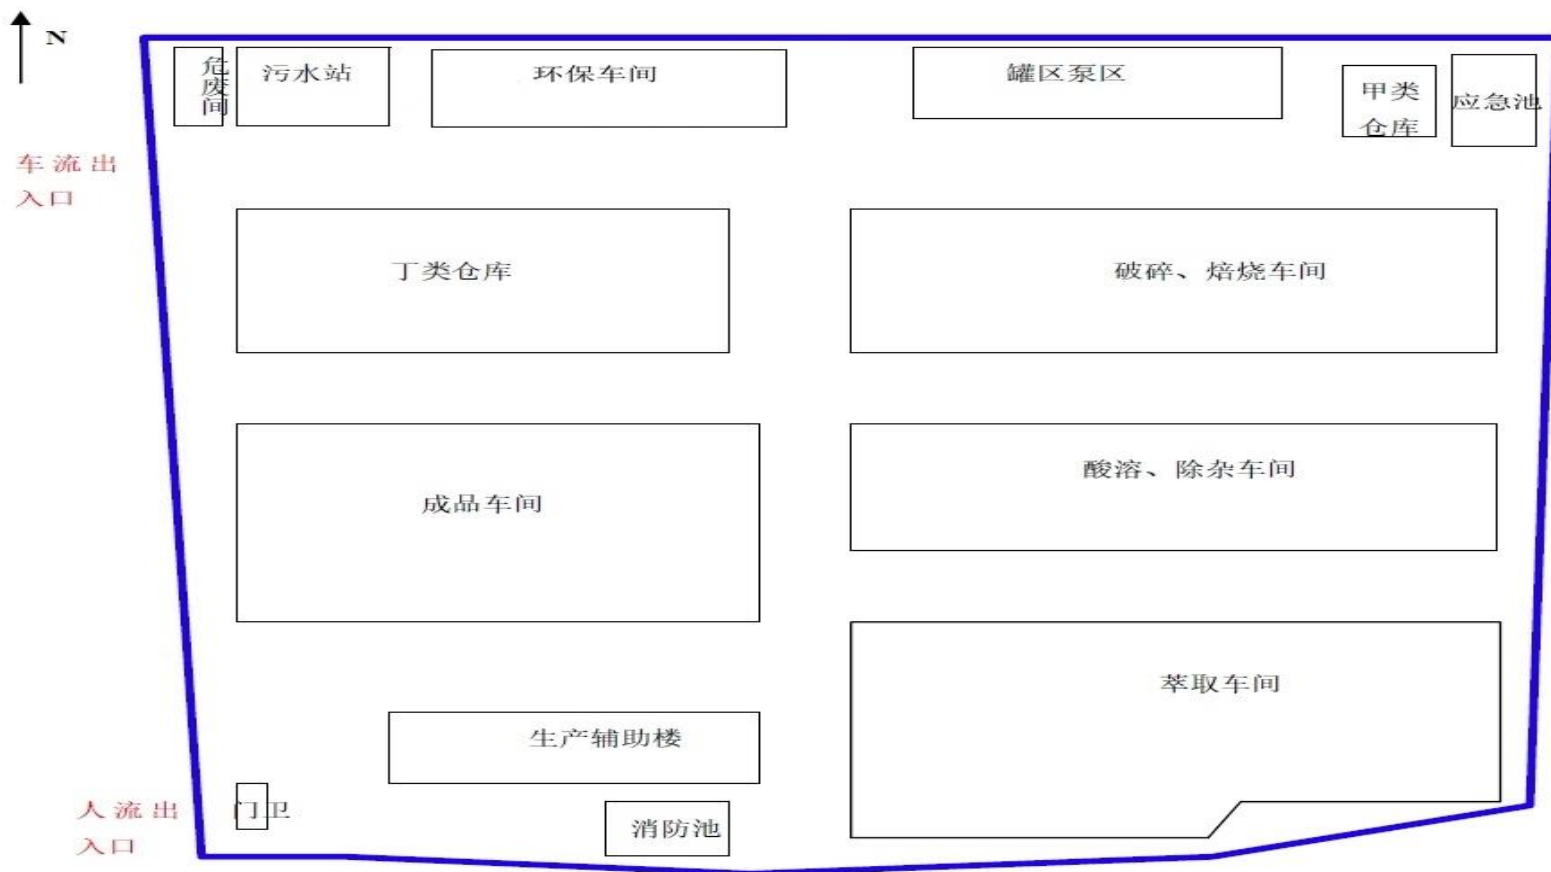 N
危
废
间
污水站
环保车间
罐区泵区
甲类
仓库
应急池
车流出
入口
丁类仓库
破碎、焙烧车间
酸溶、除杂车间
成品车间
萃取车间
生产辅助楼
人流出
入口
门卫
消防池